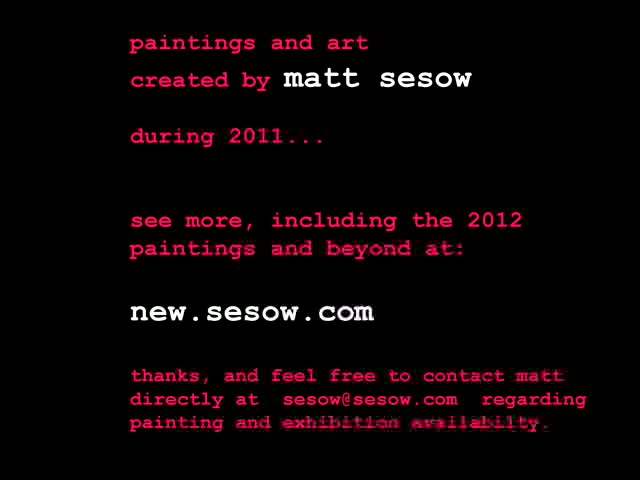 paintings and art
created by matt sesow
during 2011...
see more, including the 2012
paintings and beyond at:
new.sesow.com
thanks, and feel free to contact matt
directly at sesow@sesow.com regarding
painting and exhibition availabilty.